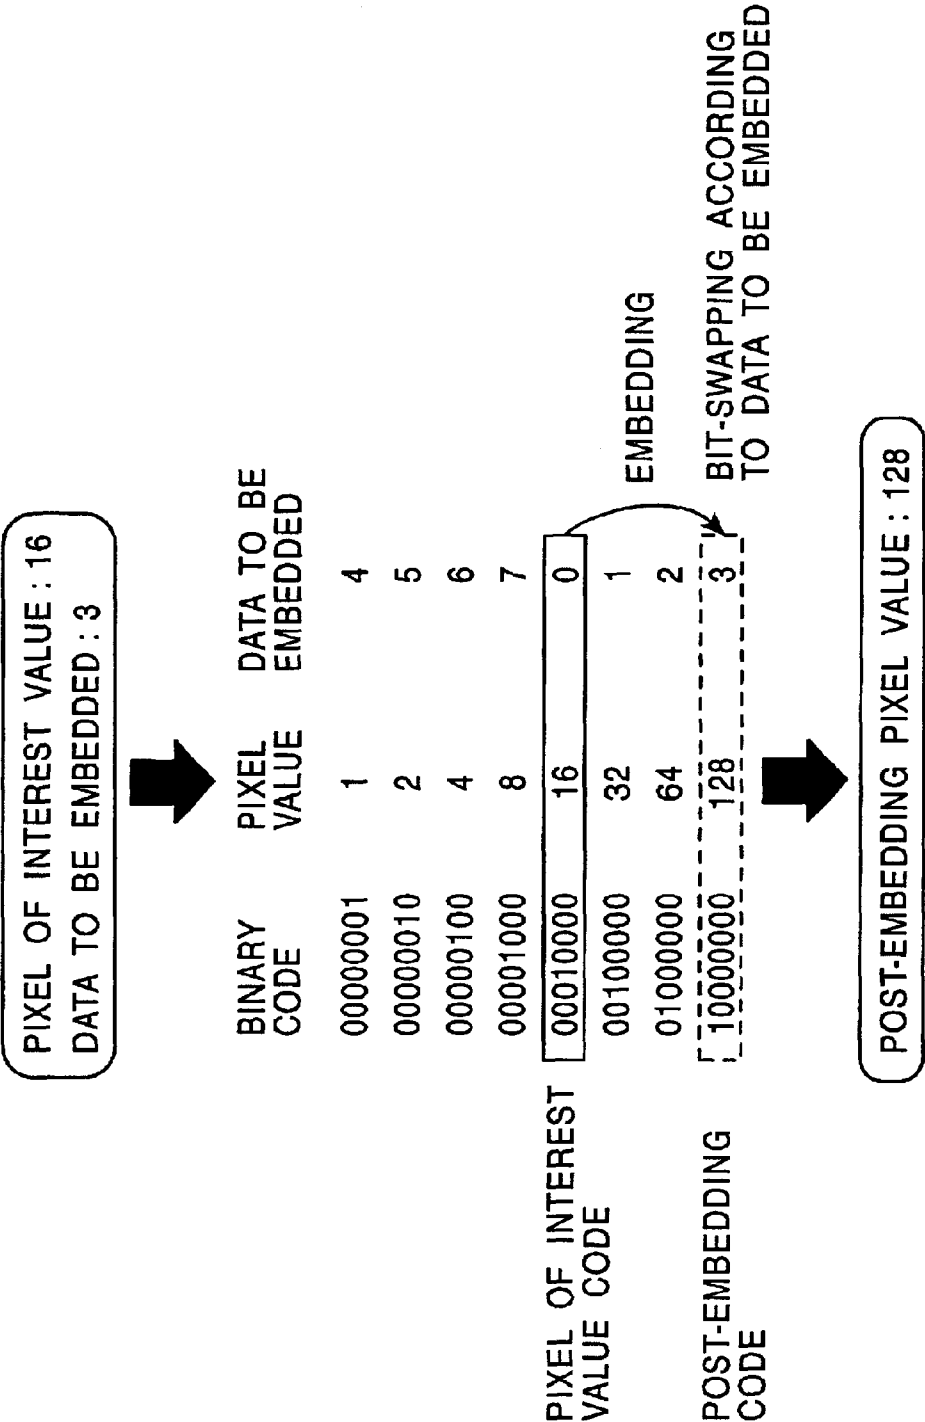 PIXEL OF INTEREST VALUE : 16
DATA TO BE EMBEDDED : 3
BINARY CODE PIXEL VALUE DATA TO BE EMBEDDED
00000001 1 4
00000010 2 5
00000100 4 6
00001000 8 7
PIXEL OF INTEREST VALUE CODE 00010000 16 0
00100000 32 1
EMBEDDING
01000000 64 2
POST-EMBEDDING CODE 10000000 128 3
BIT-SWAPPING ACCORDING
TO DATA TO BE EMBEDDED
POST-EMBEDDING PIXEL VALUE : 128